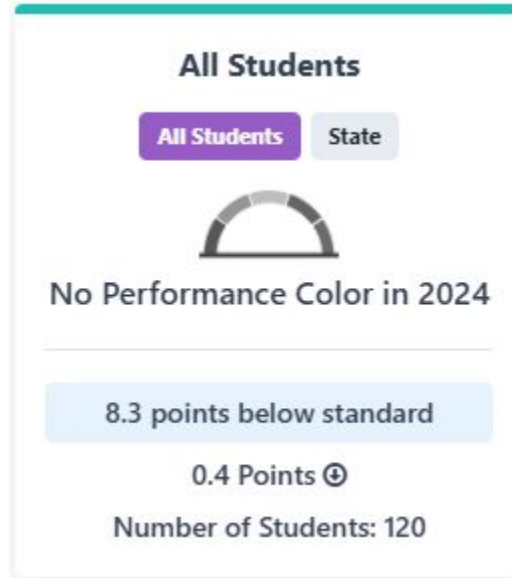 All Students
All Students State
No Performance Color in 2024
8.3 points below standard
0.4 Points
Number of Students: 120